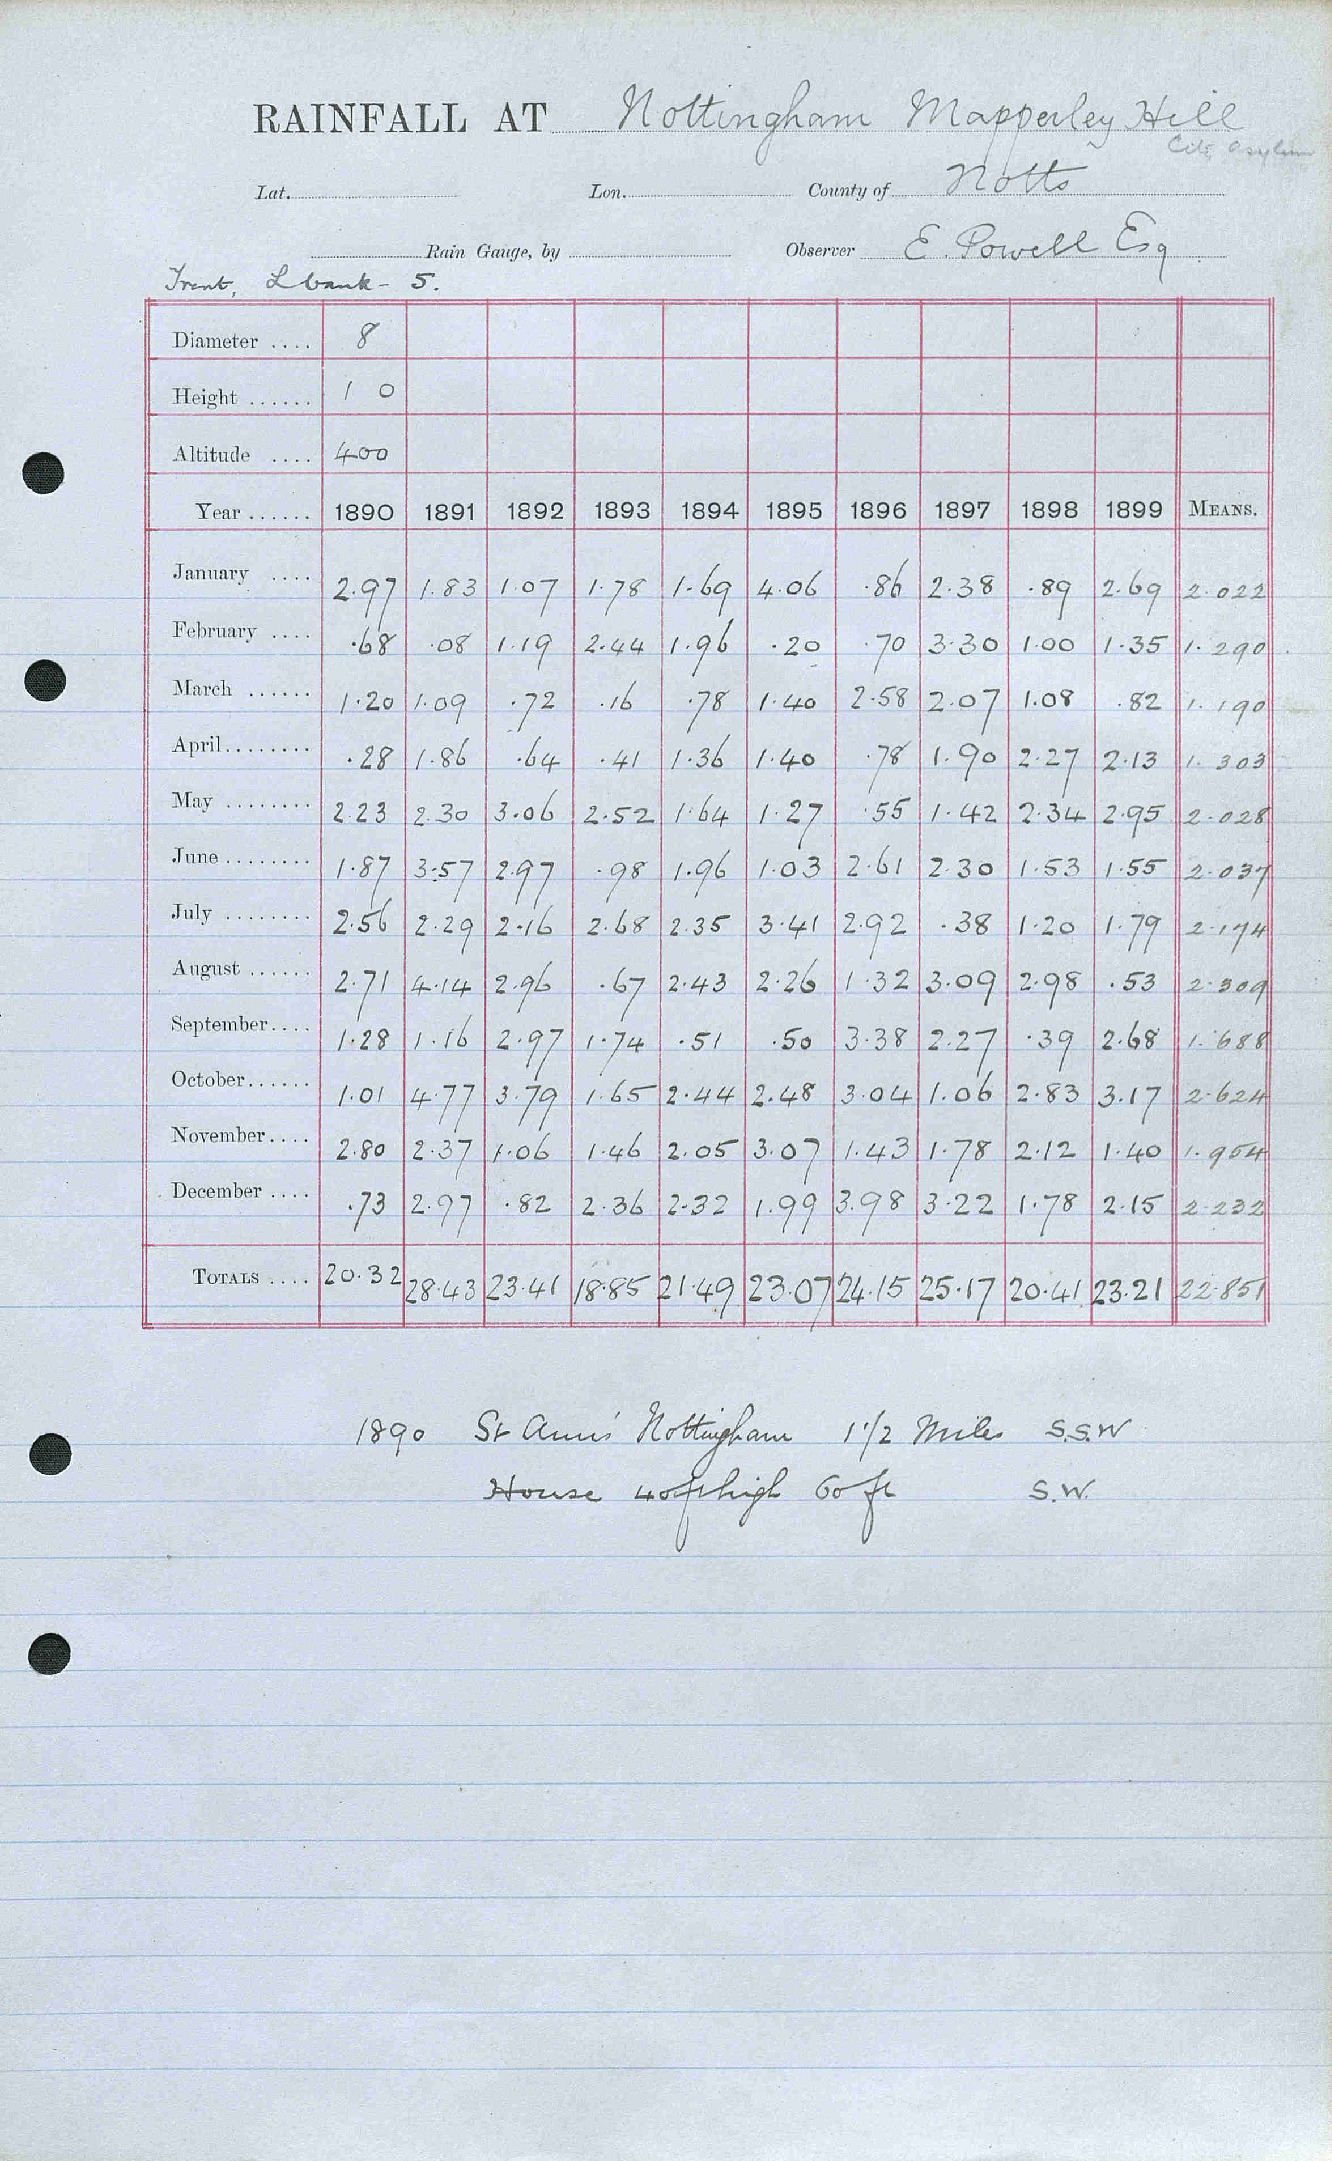 RAINFALL AT Nottingham Mapperley Hill
City Asylum
Lat. Lon. County of Notts
Rain Gauge, by Observer E. Powell Esq
Trent, L bank - 5.
Diameter .... 8
Height ...... 1 0
Altitude .... 400
Year ...... 1890 1891 1892 1893 1894 1895 1896 1897 1898 1899 MEANS.
January .... 2.97 1.83 1.07 1.78 1.69 4.06 .86 2.38 .89 2.69 2.022
February .... .68 .08 1.19 2.44 1.96 .20 .70 3.30 1.00 1.35 1.290
March ...... 1.20 1.09 .72 .16 .78 1.40 2.58 2.07 1.08 .82 1.190
April........ .28 1.86 .64 .41 1.36 1.40 .78 1.90 2.27 2.13 1.303
May ........ 2.23 2.30 3.06 2.52 1.64 1.27 .55 1.42 2.34 2.95 2.028
June ........ 1.87 3.57 2.97 .98 1.96 1.03 2.61 2.30 1.53 1.55 2.037
July ........ 2.56 2.29 2.16 2.68 2.35 3.41 2.92 .38 1.20 1.79 2.174
August ...... 2.71 4.14 2.96 .67 2.43 2.26 1.32 3.09 2.98 .53 2.309
September.... 1.28 1.16 2.97 1.74 .51 .50 3.38 2.27 .39 2.68 1.688
October...... 1.01 4.77 3.79 1.65 2.44 2.48 3.04 1.06 2.83 3.17 2.624
November.... 2.80 2.37 1.06 1.46 2.05 3.07 1.43 1.78 2.12 1.40 1.954
December .... .73 2.97 .82 2.36 2.32 1.99 3.98 3.22 1.78 2.15 2.232
TOTALS .... 20.32 28.43 23.41 18.85 21.49 23.07 24.15 25.17 20.41 23.21 22.851
1890 St Ann's Nottingham 1 1/2 Miles S.S.W
House 40ft high 60 ft S.W.